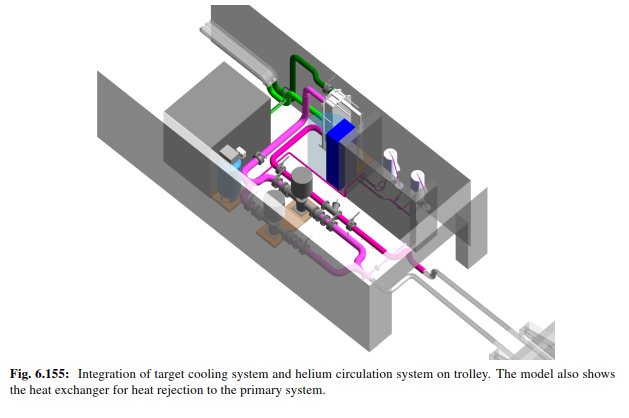 Fig. 6.155: Integration of target cooling system and helium circulation system on trolley. The model also shows
the heat exchanger for heat rejection to the primary system.